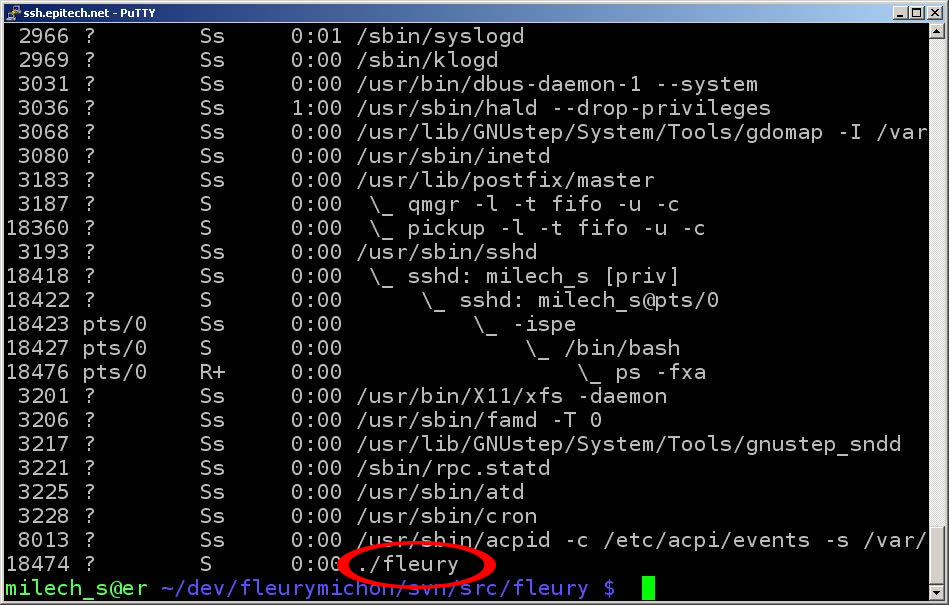 ssh.epitech.net - PuTTY
2966 ? Ss 0:01 /sbin/syslogd
2969 ? Ss 0:00 /sbin/klogd
3031 ? Ss 0:00 /usr/bin/dbus-daemon-1 --system
3036 ? Ss 1:00 /usr/sbin/hald --drop-privileges
3068 ? Ss 0:00 /usr/lib/GNUstep/System/Tools/gdomap -I /var
3080 ? Ss 0:00 /usr/sbin/inetd
3183 ? Ss 0:00 /usr/lib/postfix/master
3187 ? S 0:00 \_ qmgr -l -t fifo -u -c
18360 ? S 0:00 \_ pickup -l -t fifo -u -c
3193 ? Ss 0:00 /usr/sbin/sshd
18418 ? Ss 0:00 \_ sshd: milech_s [priv]
18422 ? S 0:00 \_ sshd: milech_s@pts/0
18423 pts/0 Ss 0:00 \_ -ispe
18427 pts/0 S 0:00 \_ /bin/bash
18476 pts/0 R+ 0:00 \_ ps -fxa
3201 ? Ss 0:00 /usr/bin/X11/xfs -daemon
3206 ? Ss 0:00 /usr/sbin/famd -T 0
3217 ? Ss 0:00 /usr/lib/GNUstep/System/Tools/gnustep_sndd
3221 ? Ss 0:00 /sbin/rpc.statd
3225 ? Ss 0:00 /usr/sbin/atd
3228 ? Ss 0:00 /usr/sbin/cron
8013 ? Ss 0:00 /usr/sbin/acpid -c /etc/acpi/events -s /var/
18474 ? S 0:00 ./fleury
milech_s@er ~/dev/fleurymichon/svn/src/fleury $